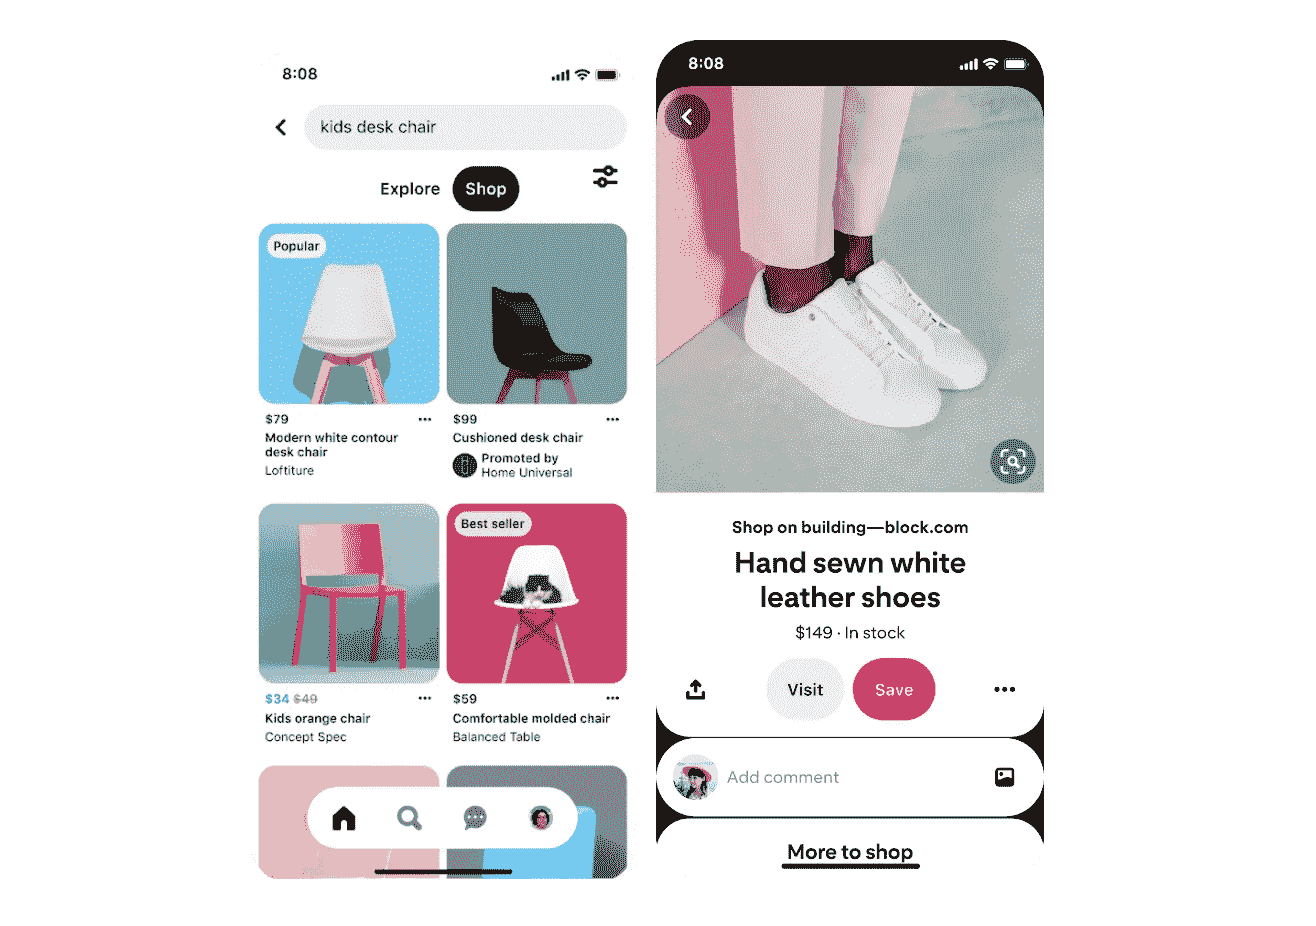 8:08
kids desk chair
Explore
Shop
Popular
$79
Modern white contour
desk chair
Loftiture
$99
Cushioned desk chair
Promoted by
Home Universal
$34 $49
Kids orange chair
Concept Spec
Best seller
$59
Comfortable molded chair
Balanced Table
8:08
Shop on building—block.com
Hand sewn white
leather shoes
$149 · In stock
Visit
Save
Add comment
More to shop